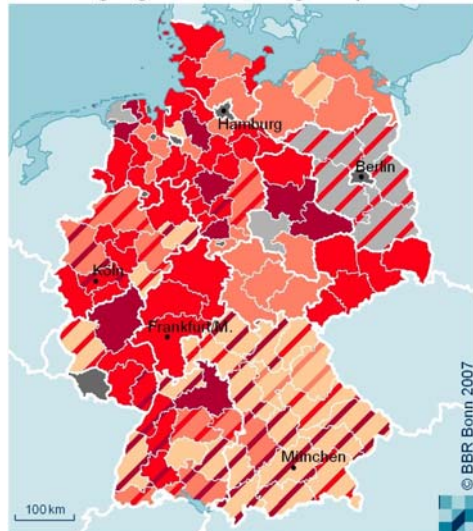 Hamburg
Berlin
Köln
Frankfurt/M.
München
100 km
© BBR Bonn 2007